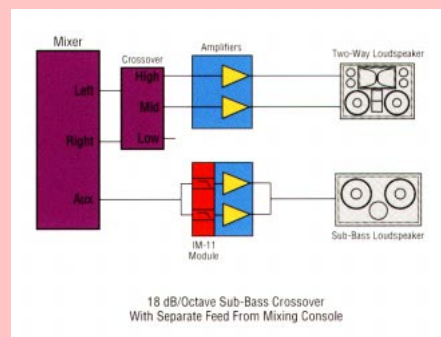 Mixer
Amplifiers
Two-Way Loudspeaker
Crossover
High
Left
Mid
Right
Low
Aux
IM-11
Module
Sub-Bass Loudspeaker
18 dB/Octave Sub-Bass Crossover
With Separate Feed From Mixing Console